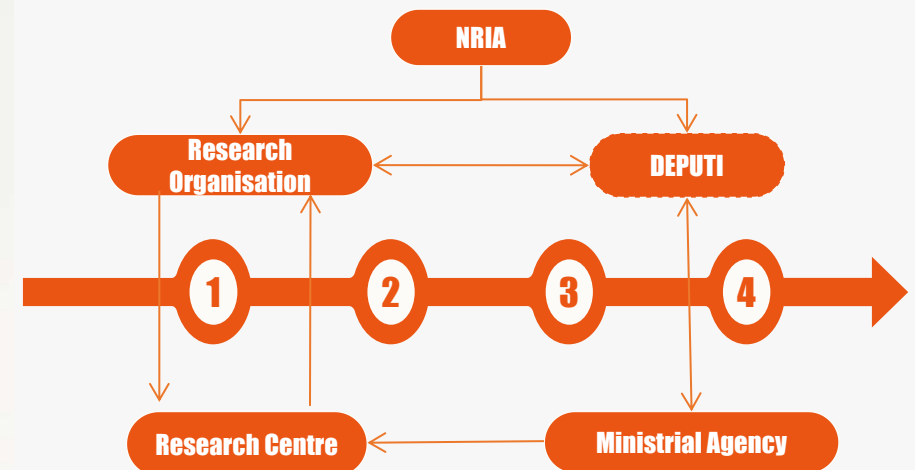 NRIA
Research
Organisation
DEPUTI
1
2
3
4
Research Centre
Ministrial Agency